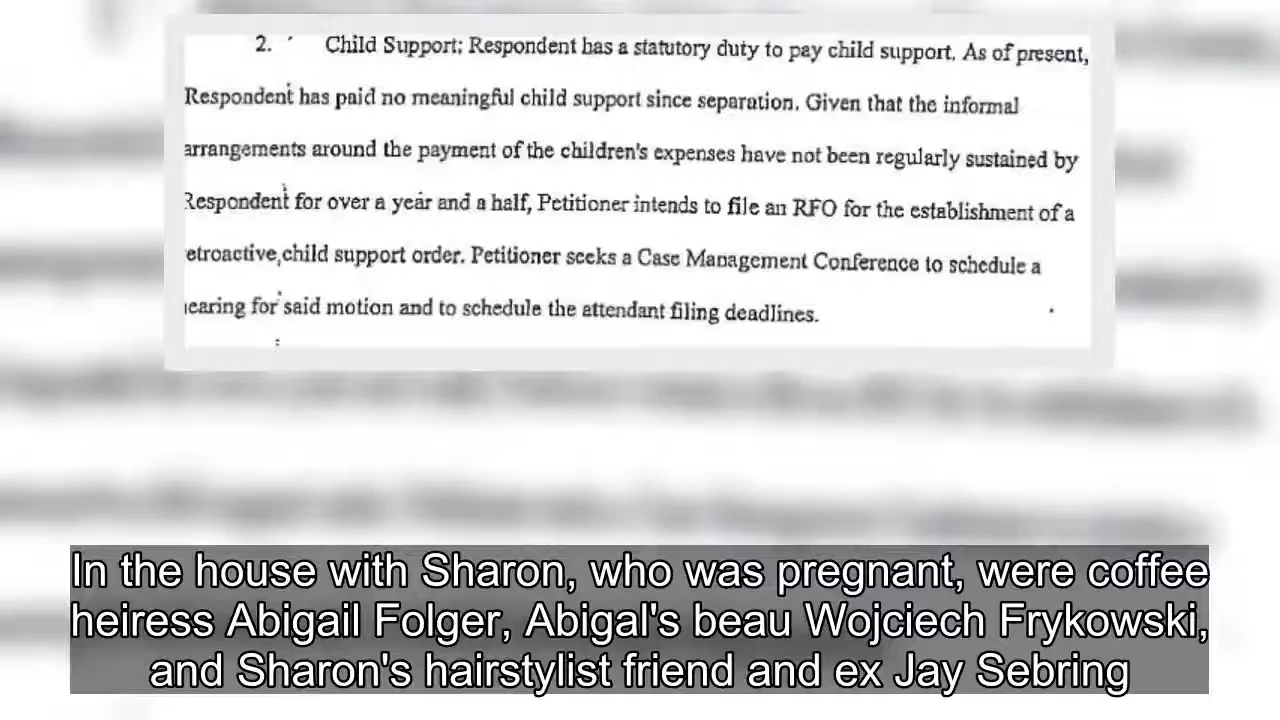 2. Child Support: Respondent has a statutory duty to pay child support. As of present,
Respondent has paid no meaningful child support since separation. Given that the informal
arrangements around the payment of the children's expenses have not been regularly sustained by
Respondent for over a year and a half, Petitioner intends to file an RFO for the establishment of a
etroactive child support order. Petitioner seeks a Case Management Conference to schedule a
earing for said motion and to schedule the attendant filing deadlines.
In the house with Sharon, who was pregnant, were coffee
heiress Abigail Folger, Abigal's beau Wojciech Frykowski,
and Sharon's hairstylist friend and ex Jay Sebring